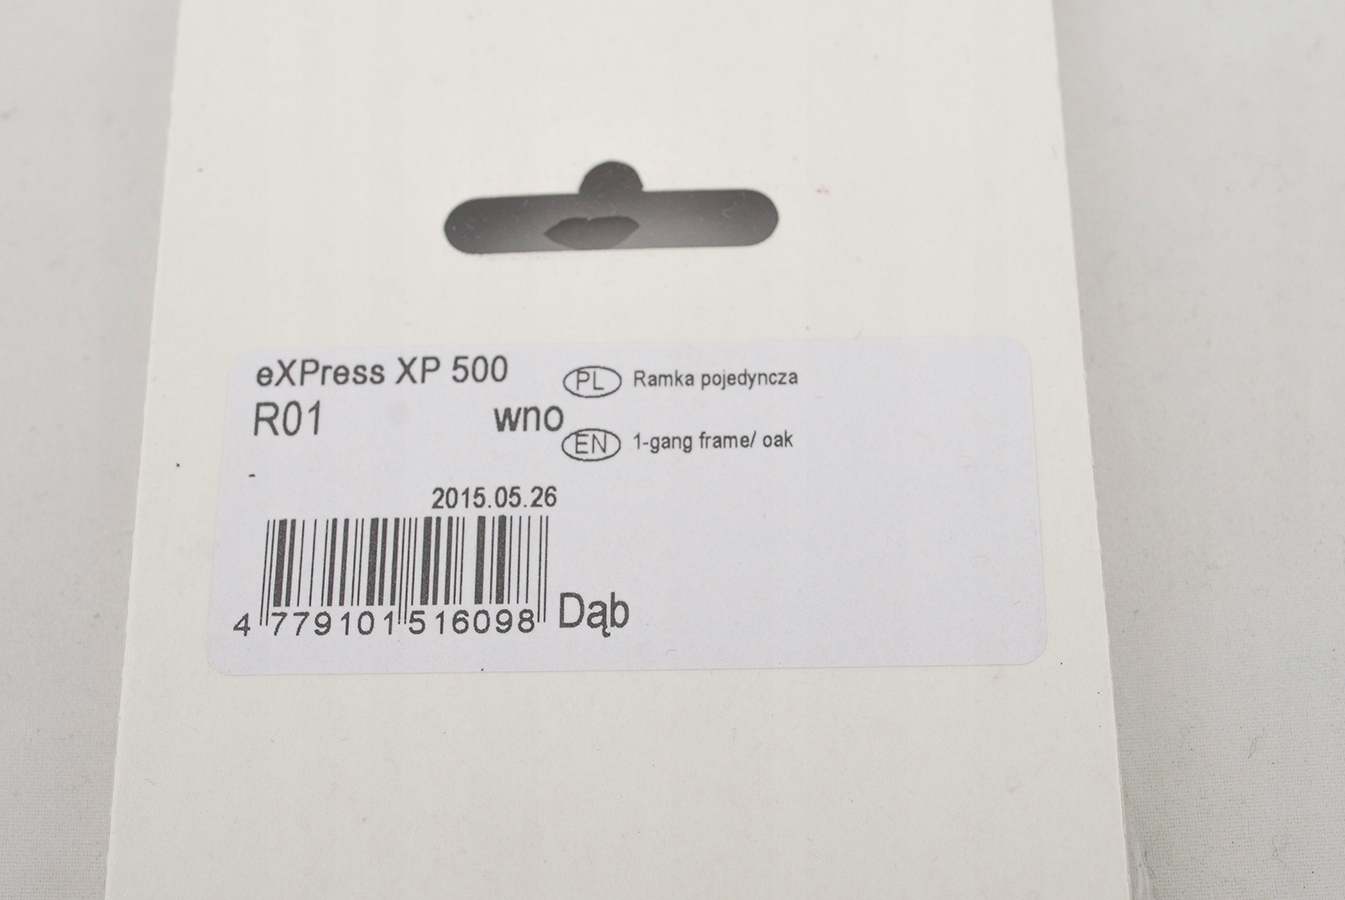 eXPress XP 500
R01 wno
PL Ramka pojedyncza
EN 1-gang frame/ oak
-
2015.05.26
4 779101 516098
Dąb